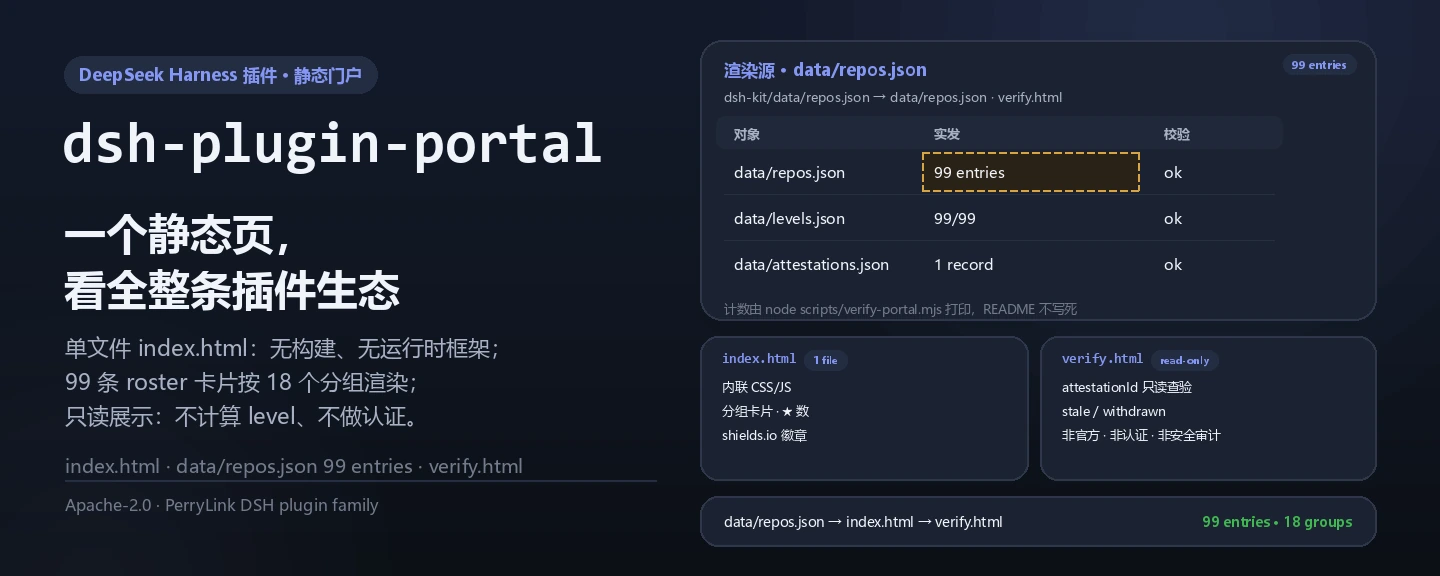 DeepSeek Harness 插件 • 静态门户
dsh-plugin-portal
一个静态页，
看全整条插件生态
单文件 index.html：无构建、无运行时框架；
99 条 roster 卡片按 18 个分组渲染；
只读展示：不计算 level、不做认证。
index.html · data/repos.json 99 entries · verify.html
Apache-2.0 · PerryLink DSH plugin family
渲染源 • data/repos.json
99 entries
dsh-kit/data/repos.json → data/repos.json · verify.html
对象 实发 校验
data/repos.json 99 entries ok
data/levels.json 99/99 ok
data/attestations.json 1 record ok
计数由 node scripts/verify-portal.mjs 打印，README 不写死
index.html 1 file
内联 CSS/JS
分组卡片 · ★ 数
shields.io 徽章
verify.html read-only
attestationId 只读查验
stale / withdrawn
非官方 · 非认证 · 非安全审计
data/repos.json → index.html → verify.html
99 entries • 18 groups